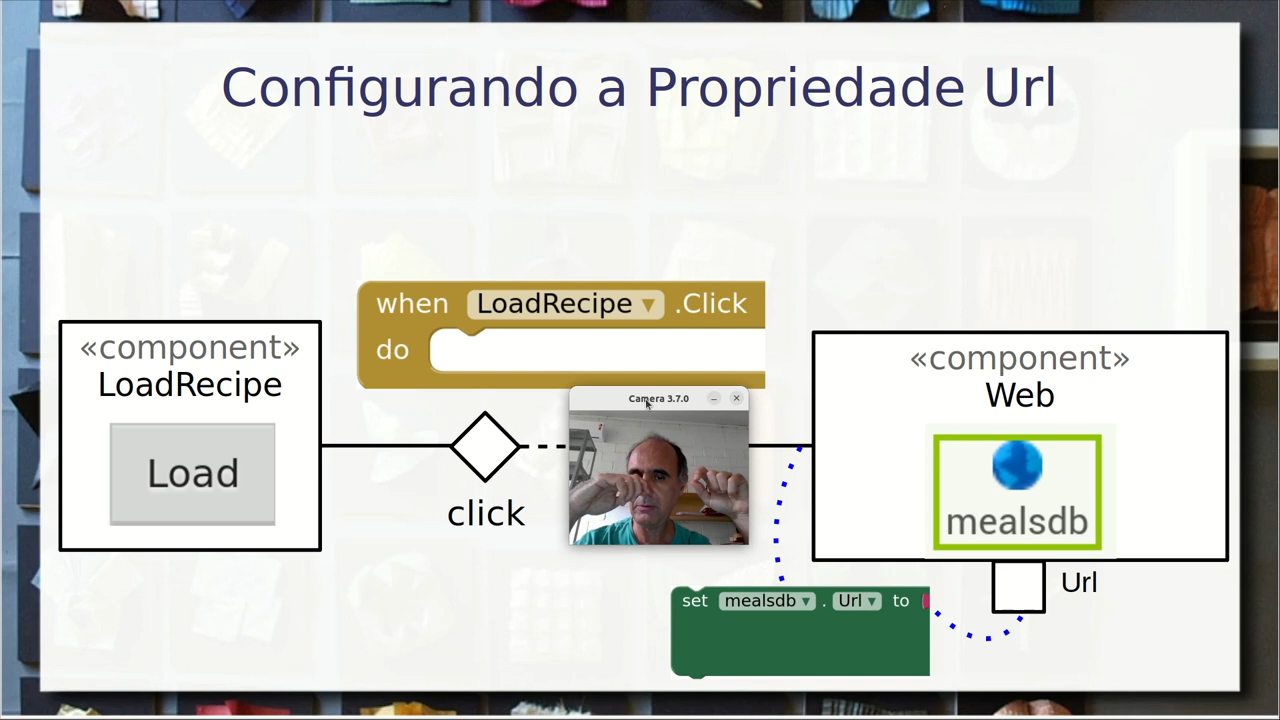 Configurando a Propriedade Url
when LoadRecipe ▾ .Click
do
«component»
LoadRecipe
Load
click
Camera 3.7.0
«component»
Web
mealsdb
Url
set mealsdb ▾ . Url ▾ to